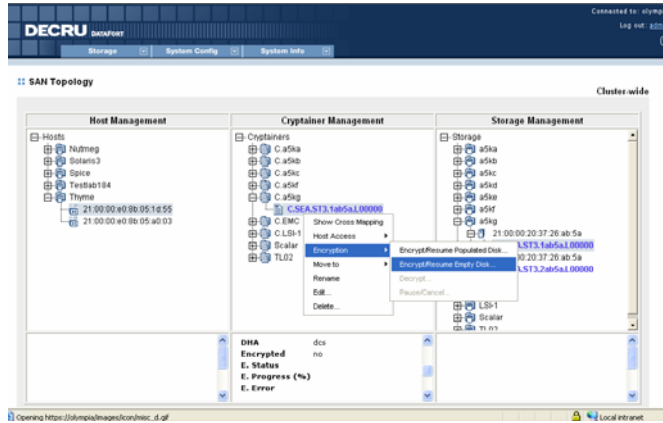 Connected to: olymp
DECRU DATAFORT
Log out: adm
Storage System Config System Info
SAN Topology
Cluster-wide
Host Management
Hosts
Nutmeg
Solaris3
Spice
Testlab184
Thyme
21:00:00:e0:8b:05:1d:55
21:00:00:e0:8b:05:a0:03
Cryptainer Management
Cryptainers
C.a5ka
C.a5kb
C.a5kc
C.a5kf
C.a5kg
C.SEA.ST3.1ab5a.L00000
C.EMC
C.LSI-1
Scalar
TL02
Show Cross Mapping
Host Access
Encryption
Move to
Rename
Edit...
Delete...
Encrypt/Resume Populated Disk...
Encrypt/Resume Empty Disk...
Decrypt...
Pause/Cancel...
Storage Management
Storage
a5ka
a5kb
a5kc
a5kd
a5ke
a5kf
a5kg
21:00:00:20:37:26:ab:5a
A.ST3.1ab5a.L00000
00:20:37:26:ab:5a
A.ST3.2ab5a.L00000
LSI-1
Scalar
TL02
DHA dcs
Encrypted no
E. Status
E. Progress (%)
E. Error
Opening https://olympia/images/icon/misc_d.gif
Local intranet